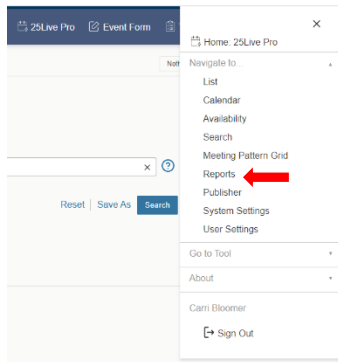 25Live Pro Event Form
Home: 25Live Pro
Noth
Navigate to...
List
Calendar
Availability
Search
Meeting Pattern Grid
Reports
Reset Save As Search
Publisher
System Settings
User Settings
Go to Tool
About
Carri Bloomer
Sign Out